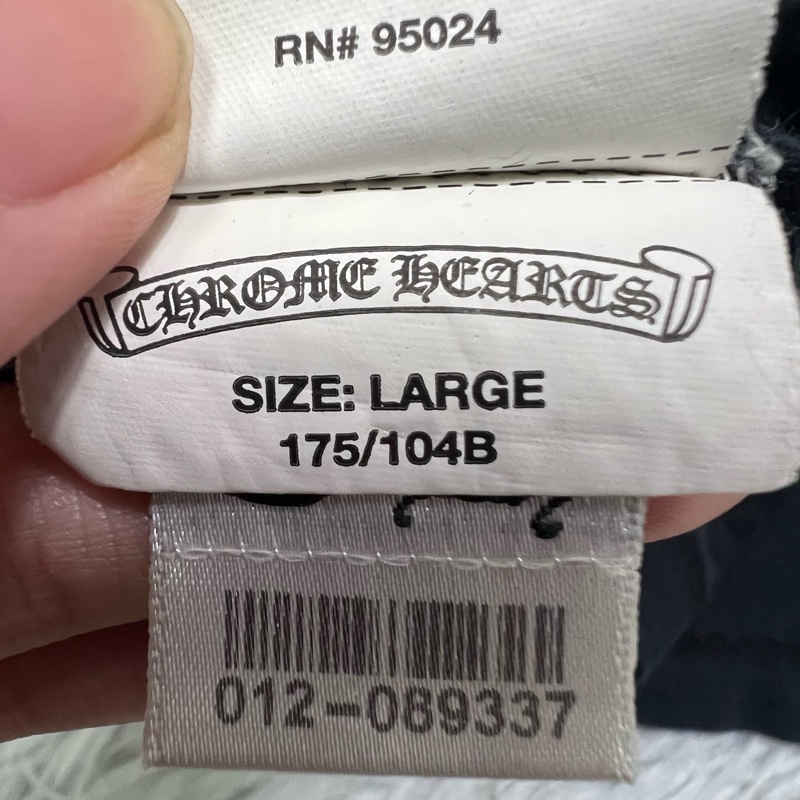 RN# 95024
CHROME HEARTS
SIZE: LARGE
175/104B
012-089337